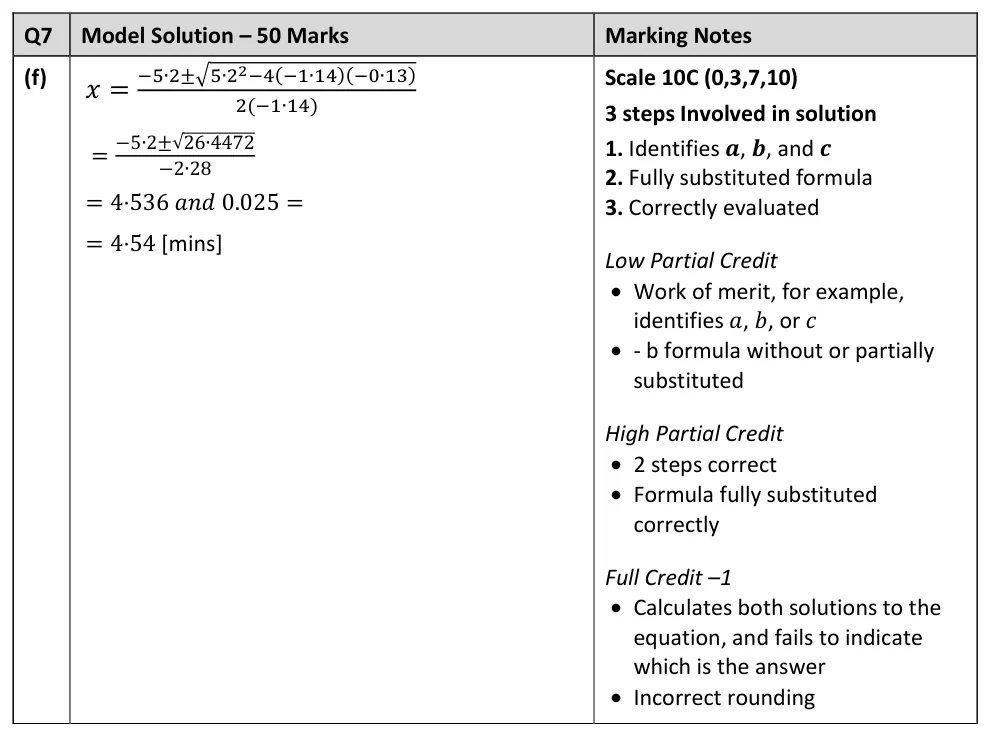 Q7
Model Solution – 50 Marks
Marking Notes
(f)
x = (−5·2±√(5·2²−4(−1·14)(−0·13)))/(2(−1·14))
= (−5·2±√26·4472)/(−2·28)
= 4·536 and 0.025 =
= 4·54 [mins]
Scale 10C (0,3,7,10)
3 steps Involved in solution
1. Identifies a, b, and c
2. Fully substituted formula
3. Correctly evaluated
Low Partial Credit
• Work of merit, for example,
identifies a, b, or c
• - b formula without or partially
substituted
High Partial Credit
• 2 steps correct
• Formula fully substituted
correctly
Full Credit –1
• Calculates both solutions to the
equation, and fails to indicate
which is the answer
• Incorrect rounding